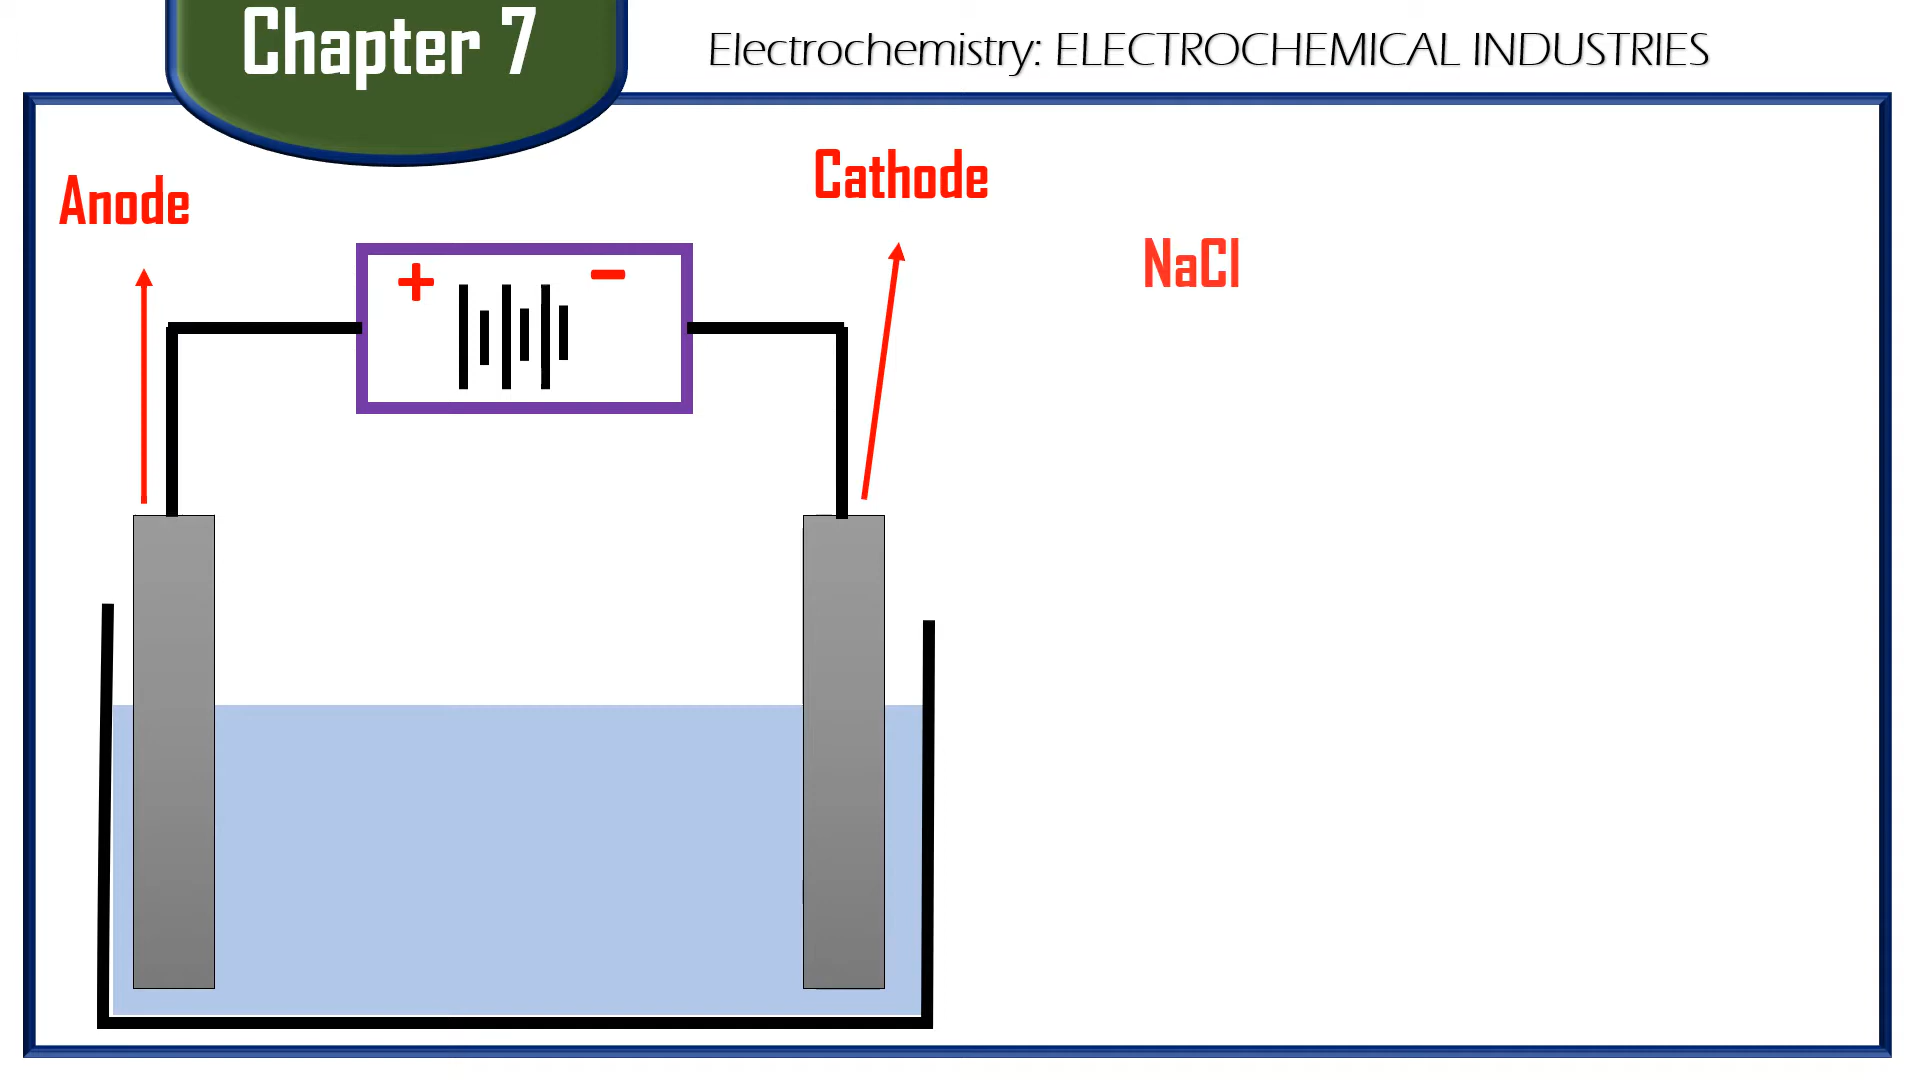 Chapter 7
Electrochemistry: ELECTROCHEMICAL INDUSTRIES
Anode
Cathode
NaCl
+
−